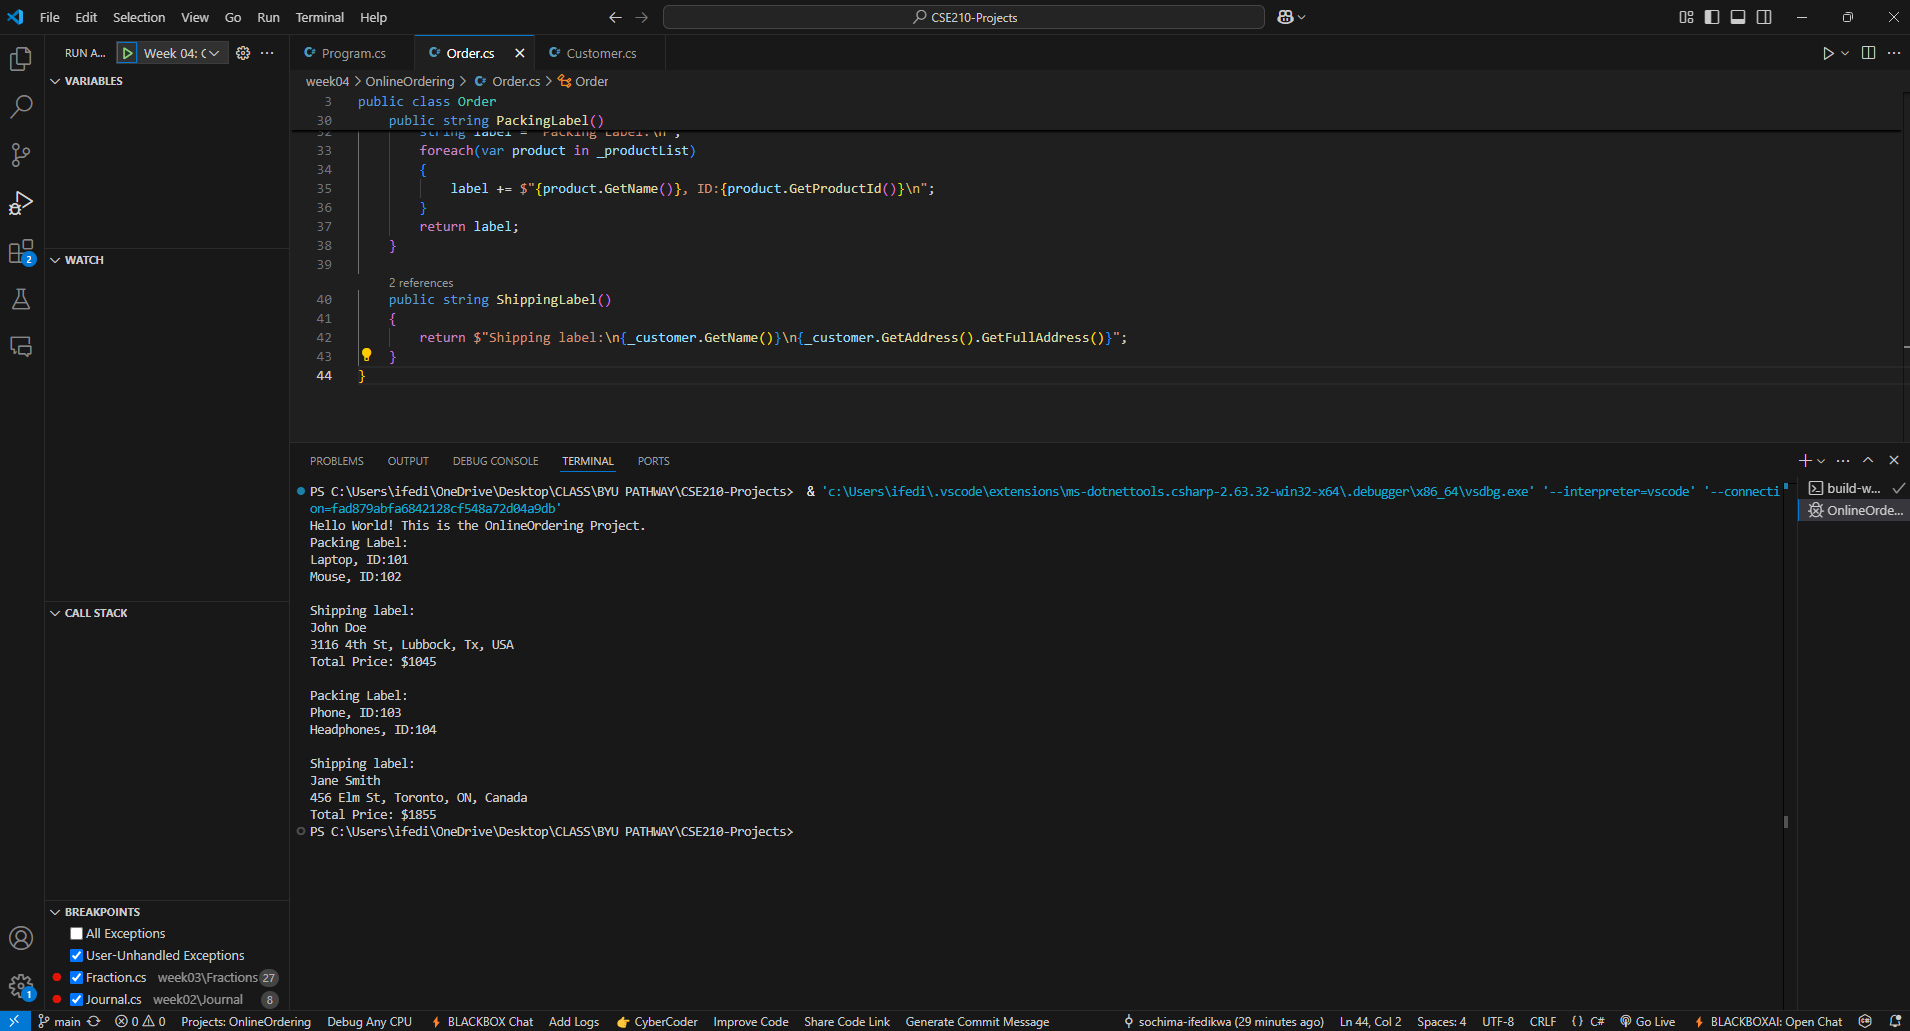 File Edit Selection View Go Run Terminal Help
CSE210-Projects
RUN A... Week 04: C
Program.cs Order.cs Customer.cs
VARIABLES
week04 > OnlineOrdering > Order.cs > Order
3 public class Order
30 public string PackingLabel()
32 string label = "Packing Label:\n";
33 foreach(var product in _productList)
34 {
35 label += $"{product.GetName()}, ID:{product.GetProductId()}\n";
36 }
37 return label;
38 }
39
2 references
40 public string ShippingLabel()
41 {
42 return $"Shipping label:\n{_customer.GetName()}\n{_customer.GetAddress().GetFullAddress()}";
43 }
44 }
WATCH
CALL STACK
PROBLEMS OUTPUT DEBUG CONSOLE TERMINAL PORTS
PS C:\Users\ifedi\OneDrive\Desktop\CLASS\BYU PATHWAY\CSE210-Projects> & 'c:\Users\ifedi\.vscode\extensions\ms-dotnettools.csharp-2.63.32-win32-x64\.debugger\x86_64\vsdbg.exe' '--interpreter=vscode' '--connecti
on=fad879abfa6842128cf548a72d04a9db'
Hello World! This is the OnlineOrdering Project.
Packing Label:
Laptop, ID:101
Mouse, ID:102
Shipping label:
John Doe
3116 4th St, Lubbock, Tx, USA
Total Price: $1045
Packing Label:
Phone, ID:103
Headphones, ID:104
Shipping label:
Jane Smith
456 Elm St, Toronto, ON, Canada
Total Price: $1855
PS C:\Users\ifedi\OneDrive\Desktop\CLASS\BYU PATHWAY\CSE210-Projects>
build-w...
OnlineOrde...
BREAKPOINTS
All Exceptions
User-Unhandled Exceptions
Fraction.cs week03\Fractions 27
Journal.cs week02\Journal 8
2
1
main 0 0 Projects: OnlineOrdering Debug Any CPU BLACKBOX Chat Add Logs CyberCoder Improve Code Share Code Link Generate Commit Message sochima-ifedikwa (29 minutes ago) Ln 44, Col 2 Spaces: 4 UTF-8 CRLF {} C# Go Live BLACKBOXAI: Open Chat